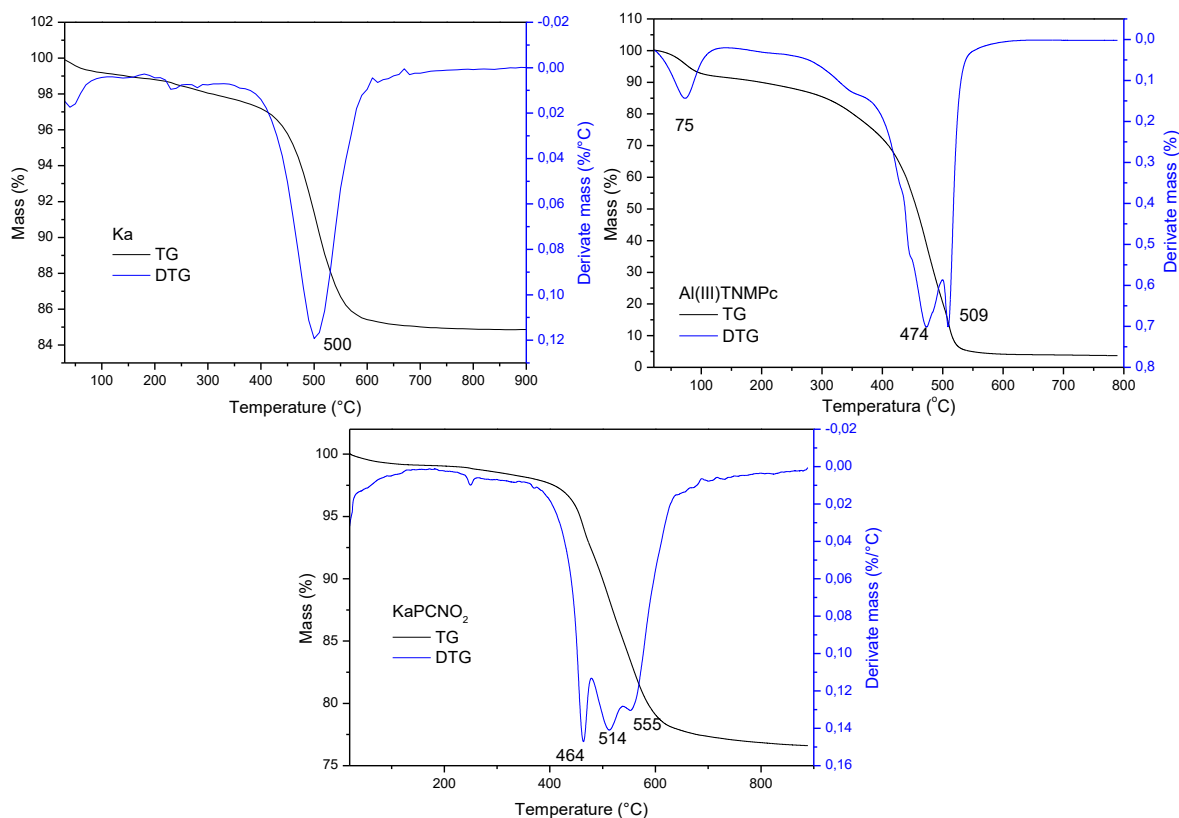 102
100
98
96
94
92
90
88
86
84
Mass (%)
Ka
TG
DTG
500
-0,02
0,00
0,02
0,04
0,06
0,08
0,10
0,12
Derivate mass (%/°C)
100 200 300 400 500 600 700 800 900
Temperature (°C)
110
100
90
80
70
60
50
40
30
20
10
0
Mass (%)
75
Al(III)TNMPc
TG
DTG
474
509
0,0
0,1
0,2
0,3
0,4
0,5
0,6
0,7
0,8
Derivate mass (%)
100 200 300 400 500 600 700 800
Temperatura (°C)
100
95
90
85
80
75
Mass (%)
KaPCNO₂
TG
DTG
464
514
555
-0,02
0,00
0,02
0,04
0,06
0,08
0,10
0,12
0,14
0,16
Derivate mass (%/°C)
200 400 600 800
Temperature (°C)